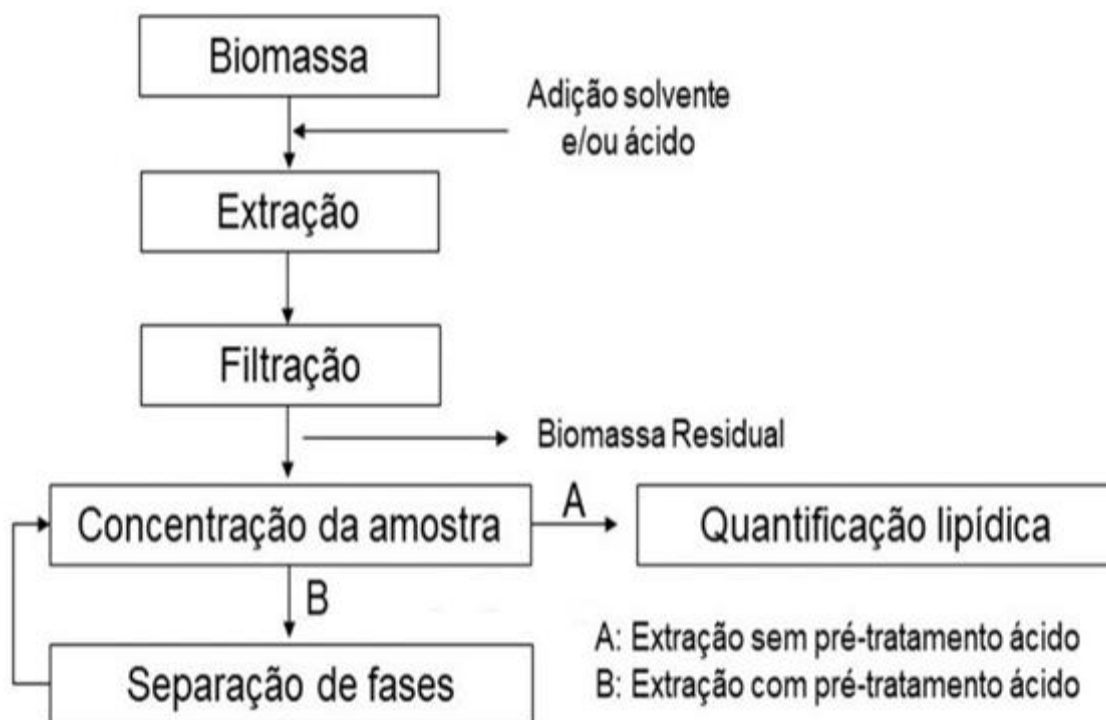 Biomassa
Adição solvente
e/ou ácido
Extração
Filtração
Biomassa Residual
Concentração da amostra
A
Quantificação lipídica
B
A: Extração sem pré-tratamento ácido
B: Extração com pré-tratamento ácido
Separação de fases